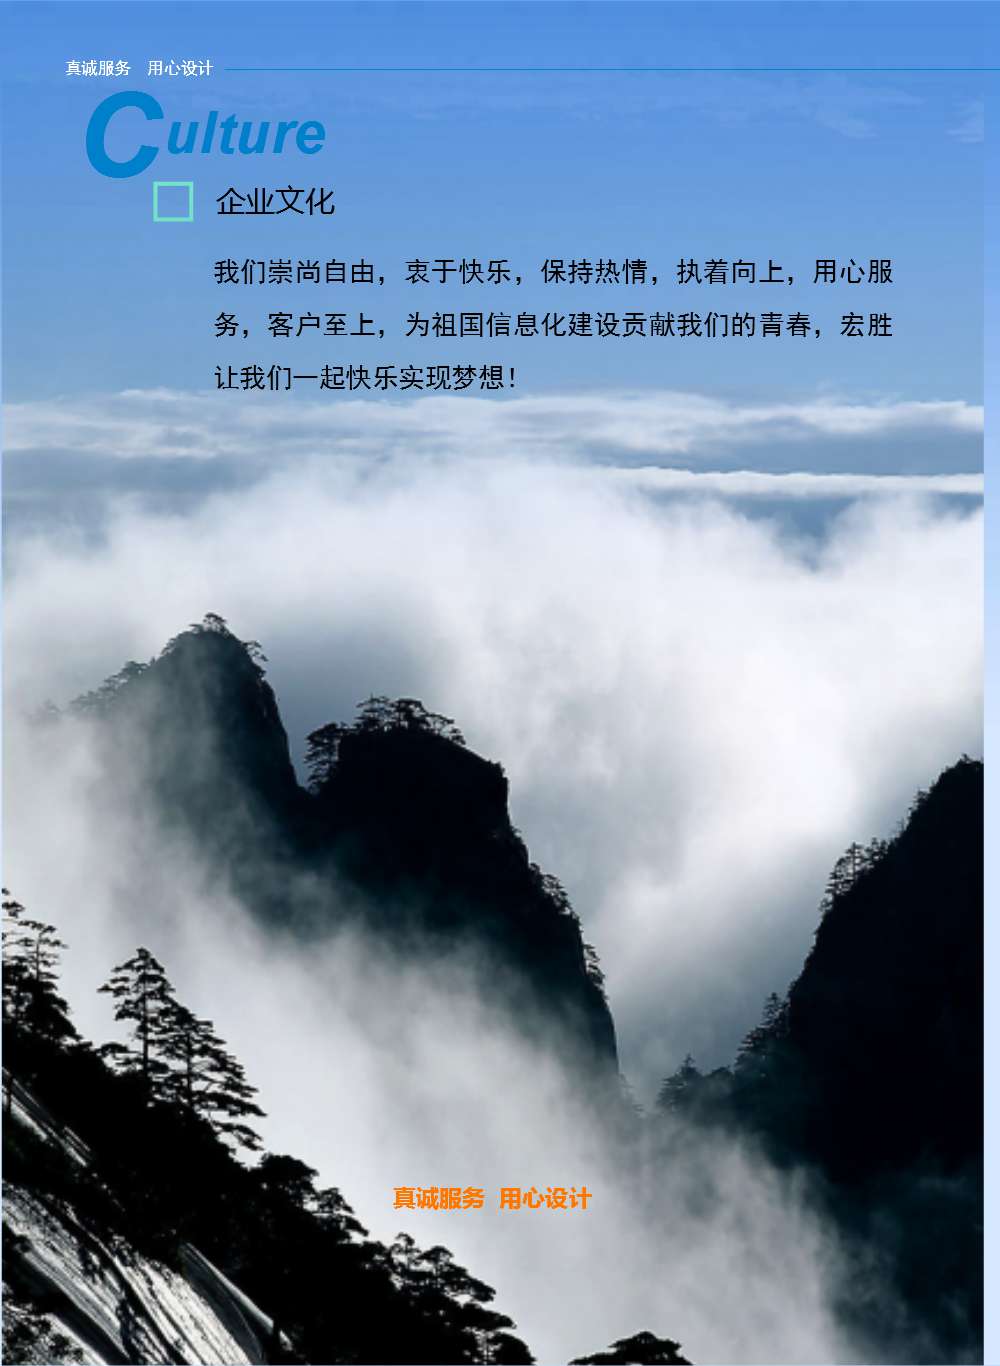 真诚服务 用心设计
Culture
企业文化
我们崇尚自由，衷于快乐，保持热情，执着向上，用心服
务，客户至上，为祖国信息化建设贡献我们的青春，宏胜
让我们一起快乐实现梦想！
真诚服务 用心设计